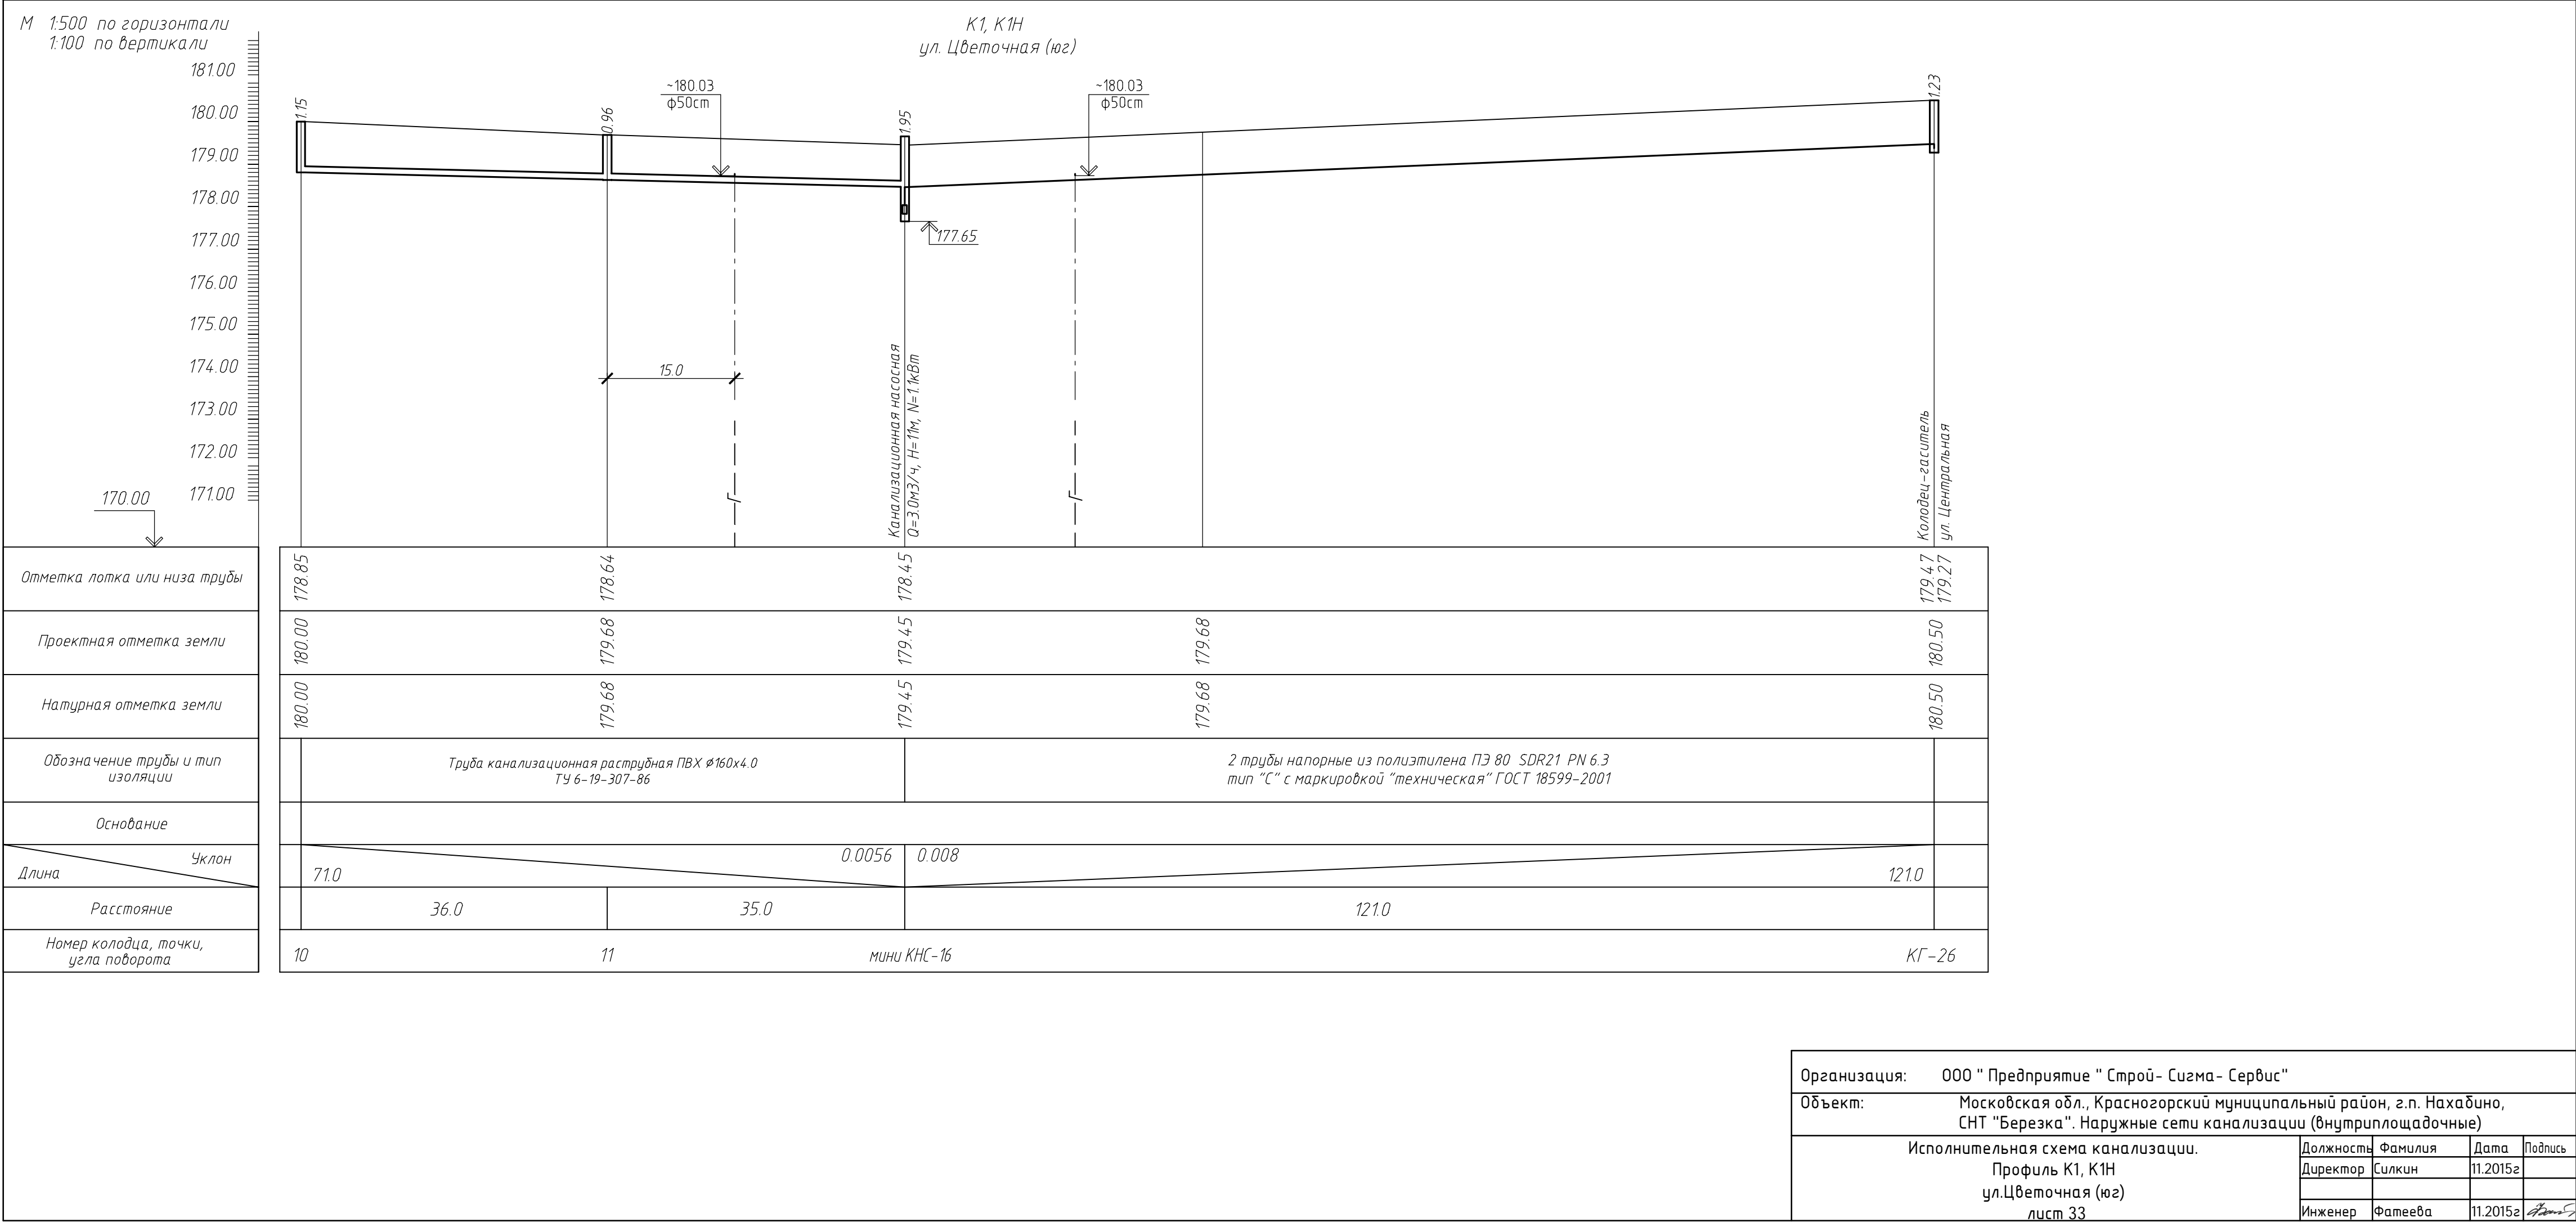 М 1:500 по горизонтали
1:100 по вертикали
К1, К1Н
ул. Цветочная (юг)
181.00
180.00
179.00
178.00
177.00
176.00
175.00
174.00
173.00
172.00
171.00
170.00
1.15
0.96
~180.03
ф50ст
1.95
~180.03
ф50ст
1.23
177.65
15.0
Канализационная насосная
Q=3.0м3/ч, Н=11м, N=1.1кВт
Колодец-гаситель
ул. Центральная
Г
Г
Отметка лотка или низа трубы
178.85
178.64
178.45
179.47
179.27
Проектная отметка земли
180.00
179.68
179.45
179.68
180.50
Натурная отметка земли
180.00
179.68
179.45
179.68
180.50
Обозначение трубы и тип
изоляции
Труба канализационная раструбная ПВХ ⌀160х4.0
ТУ 6-19-307-86
2 трубы напорные из полиэтилена ПЭ 80 SDR21 PN 6.3
тип "С" с маркировкой "техническая" ГОСТ 18599-2001
Основание
Уклон
Длина
71.0
0.0056
0.008
121.0
Расстояние
36.0
35.0
121.0
Номер колодца, точки,
угла поворота
10
11
мини КНС-16
КГ-26
Организация: ООО " Предприятие " Строй- Сигма- Сервис"
Объект: Московская обл., Красногорский муниципальный район, г.п. Нахабино,
СНТ "Березка". Наружные сети канализации (внутриплощадочные)
Исполнительная схема канализации.
Профиль К1, К1Н
ул.Цветочная (юг)
лист 33
Должность Фамилия Дата Подпись
Директор Силкин 11.2015г
Инженер Фатеева 11.2015г